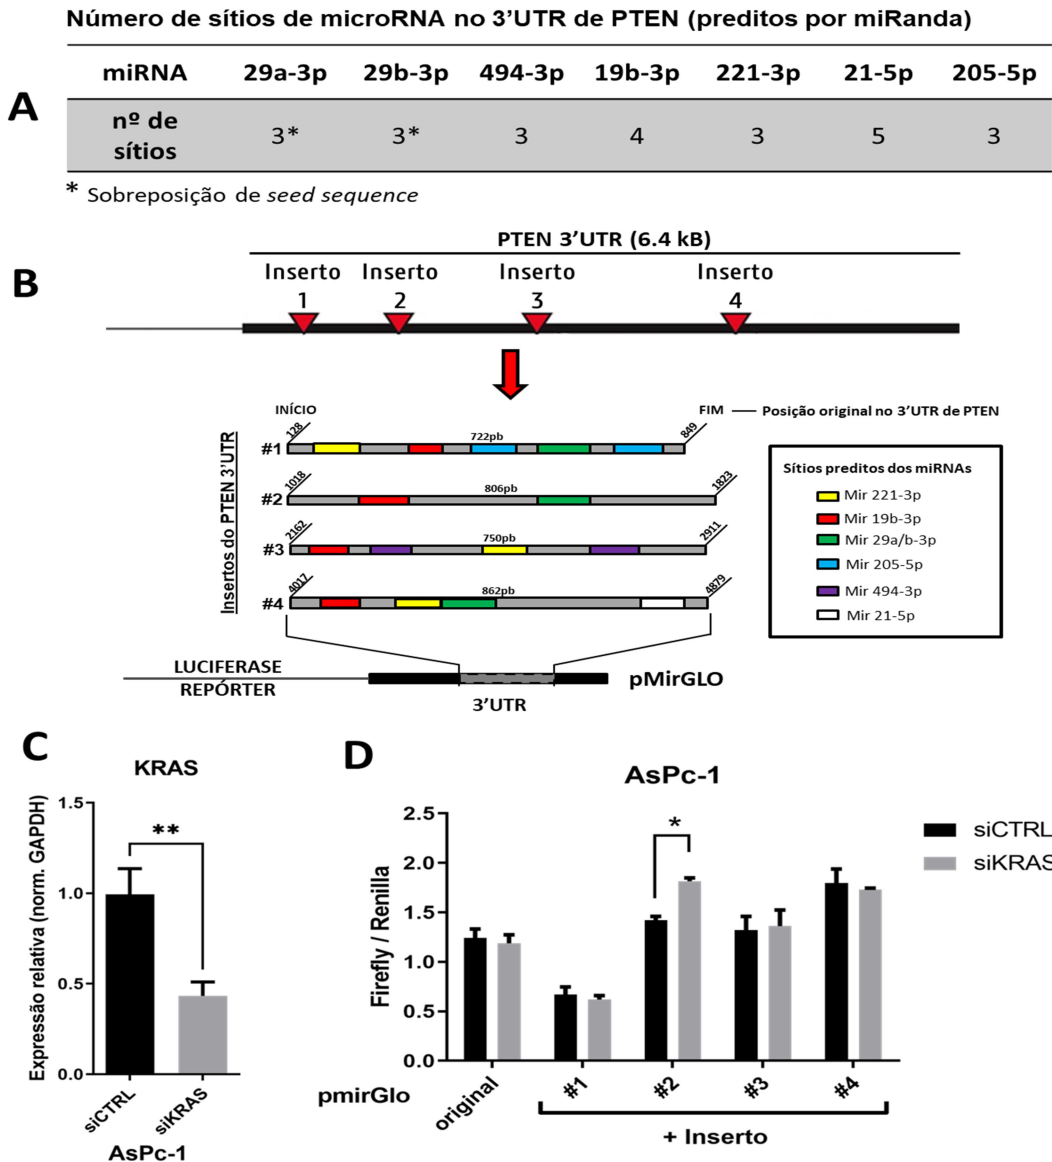 Número de sítios de microRNA no 3'UTR de PTEN (preditos por miRanda)
A
miRNA 29a-3p 29b-3p 494-3p 19b-3p 221-3p 21-5p 205-5p
nº de sítios 3* 3* 3 4 3 5 3
* Sobreposição de seed sequence
B
PTEN 3'UTR (6.4 kB)
Inserto 1 Inserto 2 Inserto 3 Inserto 4
INÍCIO FIM Posição original no 3'UTR de PTEN
Insertos do PTEN 3'UTR
#1 128 722pb 849
#2 1018 806pb 1823
#3 2162 750pb 2911
#4 4017 862pb 4879
Sítios preditos dos miRNAs
Mir 221-3p
Mir 19b-3p
Mir 29a/b-3p
Mir 205-5p
Mir 494-3p
Mir 21-5p
LUCIFERASE
REPÓRTER
3'UTR
pMirGLO
C
KRAS
Expressão relativa (norm. GAPDH)
1.5
1.0
0.5
0.0
**
siCTRL siKRAS
AsPc-1
D
AsPc-1
Firefly / Renilla
2.5
2.0
1.5
1.0
0.5
0.0
*
siCTRL
siKRAS
pmirGlo original #1 #2 #3 #4
+ Inserto